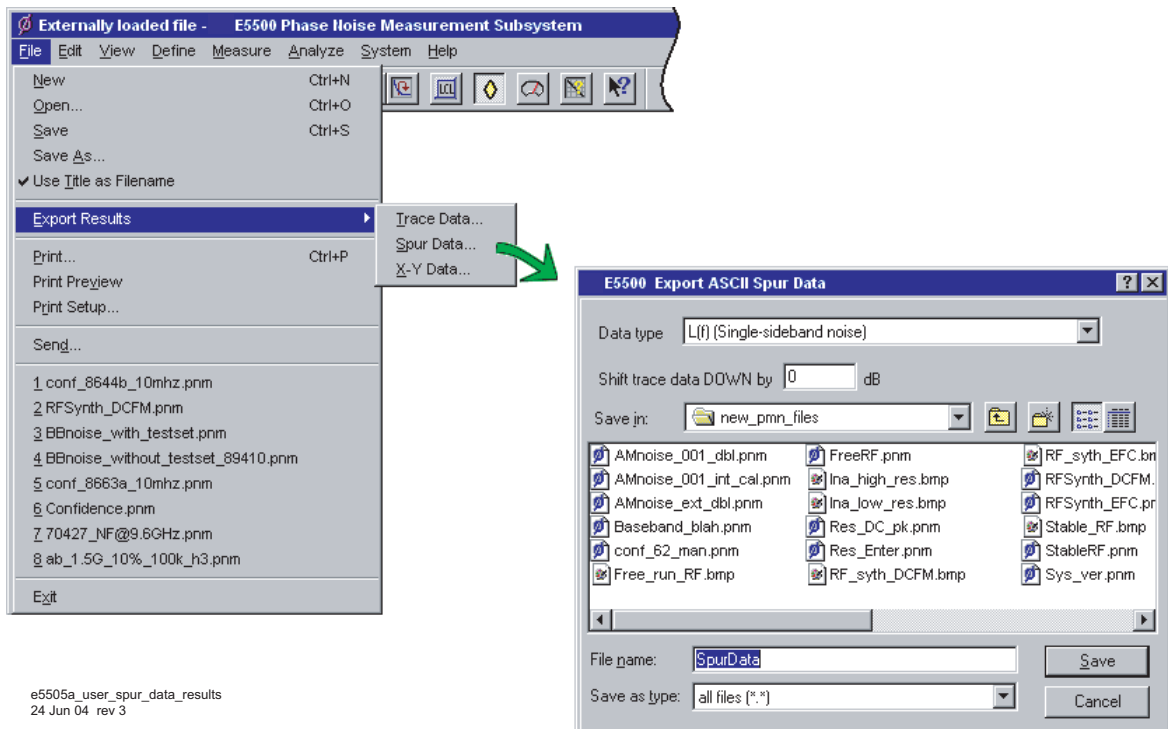 Externally loaded file - E5500 Phase Noise Measurement Subsystem
File Edit View Define Measure Analyze System Help
New Ctrl+N
Open... Ctrl+O
Save Ctrl+S
Save As...
Use Title as Filename
Export Results
Print... Ctrl+P
Print Preview
Print Setup...
Send...
1 conf_8644b_10mhz.pnm
2 RFSynth_DCFM.pnm
3 BBnoise_with_testset.pnm
4 BBnoise_without_testset_89410.pnm
5 conf_8663a_10mhz.pnm
6 Confidence.pnm
7 70427_NF@9.6GHz.pnm
8 ab_1.5G_10%_100k_h3.pnm
Exit
LCL
Trace Data...
Spur Data...
X-Y Data...
E5500 Export ASCII Spur Data
Data type L(f) (Single-sideband noise)
Shift trace data DOWN by 0 dB
Save in: new_pmn_files
AMnoise_001_dbl.pnm FreeRF.pnm RF_syth_EFC.bm
AMnoise_001_int_cal.pnm lna_high_res.bmp RFSynth_DCFM.
AMnoise_ext_dbl.pnm lna_low_res.bmp RFSynth_EFC.pr
Baseband_blah.pnm Res_DC_pk.pnm Stable_RF.bmp
conf_62_man.pnm Res_Enter.pnm StableRF.pnm
Free_run_RF.bmp RF_syth_DCFM.bmp Sys_ver.pnm
File name: SpurData Save
Save as type: all files (*.*) Cancel
e5505a_user_spur_data_results
24 Jun 04 rev 3